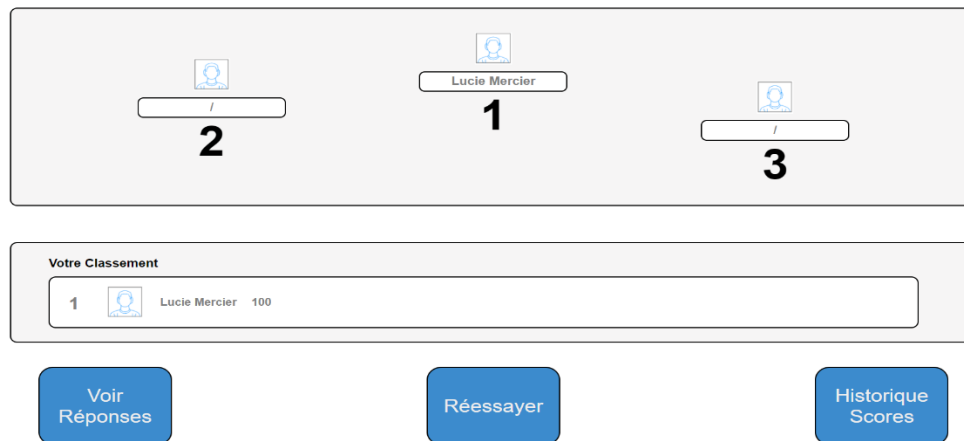 Lucie Mercier
1
/
2
/
3
Votre Classement
1 Lucie Mercier 100
Voir
Réponses
Réessayer
Historique
Scores